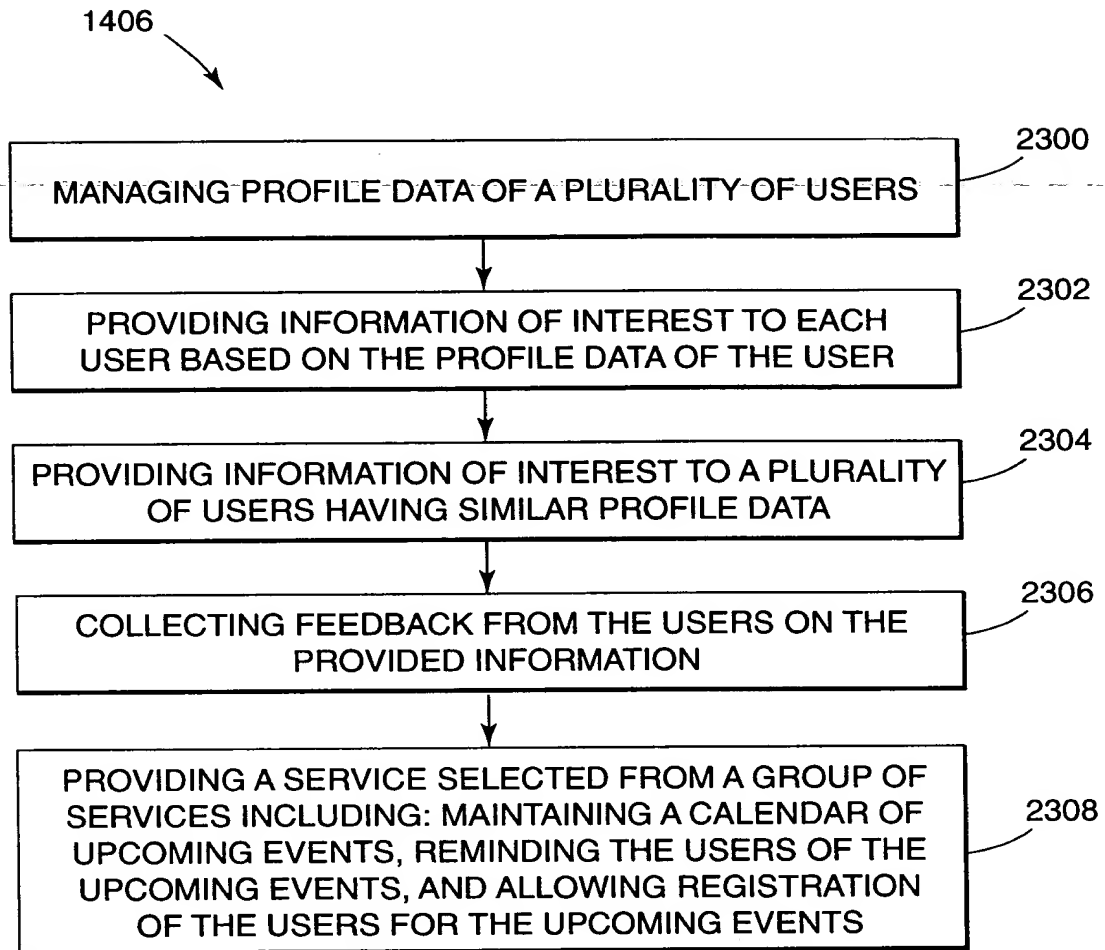 1406
2300
MANAGING PROFILE DATA OF A PLURALITY OF USERS
2302
PROVIDING INFORMATION OF INTEREST TO EACH
USER BASED ON THE PROFILE DATA OF THE USER
2304
PROVIDING INFORMATION OF INTEREST TO A PLURALITY
OF USERS HAVING SIMILAR PROFILE DATA
2306
COLLECTING FEEDBACK FROM THE USERS ON THE
PROVIDED INFORMATION
2308
PROVIDING A SERVICE SELECTED FROM A GROUP OF
SERVICES INCLUDING: MAINTAINING A CALENDAR OF
UPCOMING EVENTS, REMINDING THE USERS OF THE
UPCOMING EVENTS, AND ALLOWING REGISTRATION
OF THE USERS FOR THE UPCOMING EVENTS